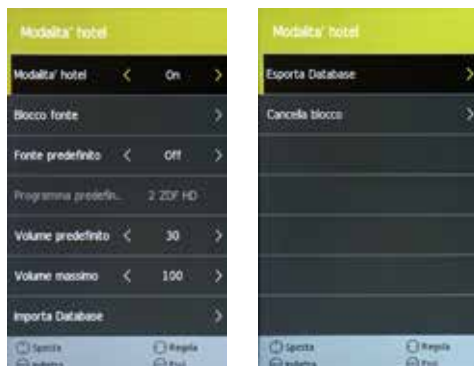 Modalita' hotel
Modalita' hotel < On >
Blocco fonte >
Fonte predefinito < Off >
Programma predefin... 2 ZDF HD
Volume predefinito < 30 >
Volume massimo < 100 >
Importa Database >
Sposta Regola
Modalita' hotel
Esporta Database >
Cancella blocco >
Sposta Regola